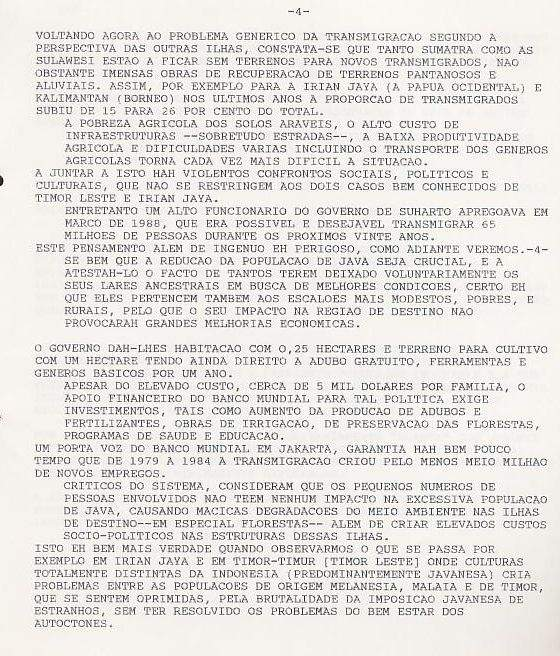 -4-
VOLTANDO AGORA AO PROBLEMA GENERICO DA TRANSMIGRACAO SEGUNDO A
PERSPECTIVA DAS OUTRAS ILHAS, CONSTATA-SE QUE TANTO SUMATRA COMO AS
SULAWESI ESTAO A FICAR SEM TERRENOS PARA NOVOS TRANSMIGRADOS, NAO
OBSTANTE IMENSAS OBRAS DE RECUPERACAO DE TERRENOS PANTANOSOS E
ALUVIAIS. ASSIM, POR EXEMPLO PARA A IRIAN JAYA (A PAPUA OCIDENTAL) E
KALIMANTAN (BORNEO) NOS ULTIMOS ANOS A PROPORCAO DE TRANSMIGRADOS
SUBIU DE 15 PARA 26 POR CENTO DO TOTAL.
A POBREZA AGRICOLA DOS SOLOS ARAVEIS, O ALTO CUSTO DE
INFRAESTRUTURAS --SOBRETUDO ESTRADAS--, A BAIXA PRODUTIVIDADE
AGRICOLA E DIFICULDADES VARIAS INCLUINDO O TRANSPORTE DOS GENEROS
AGRICOLAS TORNA CADA VEZ MAIS DIFICIL A SITUACAO.
A JUNTAR A ISTO HAH VIOLENTOS CONFRONTOS SOCIAIS, POLITICOS E
CULTURAIS, QUE NAO SE RESTRINGEM AOS DOIS CASOS BEM CONHECIDOS DE
TIMOR LESTE E IRIAN JAYA.
ENTRETANTO UM ALTO FUNCIONARIO DO GOVERNO DE SUHARTO APREGOAVA EM
MARCO DE 1988, QUE ERA POSSIVEL E DESEJAVEL TRANSMIGRAR 65
MILHOES DE PESSOAS DURANTE OS PROXIMOS VINTE ANOS.
ESTE PENSAMENTO ALEM DE INGENUO EH PERIGOSO, COMO ADIANTE VEREMOS.-4-
SE BEM QUE A REDUCAO DA POPULACAO DE JAVA SEJA CRUCIAL, E A
ATESTAH-LO O FACTO DE TANTOS TEREM DEIXADO VOLUNTARIAMENTE OS
SEUS LARES ANCESTRAIS EM BUSCA DE MELHORES CONDICOES, CERTO EH
QUE ELES PERTENCEM TAMBEM AOS ESCALOES MAIS MODESTOS, POBRES, E
RURAIS, PELO QUE O SEU IMPACTO NA REGIAO DE DESTINO NAO
PROVOCARAH GRANDES MELHORIAS ECONOMICAS.
O GOVERNO DAH-LHES HABITACAO COM 0,25 HECTARES E TERRENO PARA CULTIVO
COM UM HECTARE TENDO AINDA DIREITO A ADUBO GRATUITO, FERRAMENTAS E
GENEROS BASICOS POR UM ANO.
APESAR DO ELEVADO CUSTO, CERCA DE 5 MIL DOLARES POR FAMILIA, O
APOIO FINANCEIRO DO BANCO MUNDIAL PARA TAL POLITICA EXIGE
INVESTIMENTOS, TAIS COMO AUMENTO DA PRODUCAO DE ADUBOS E
FERTILIZANTES, OBRAS DE IRRIGACAO, DE PRESERVACAO DAS FLORESTAS,
PROGRAMAS DE SAUDE E EDUCACAO.
UM PORTA VOZ DO BANCO MUNDIAL EM JAKARTA, GARANTIA HAH BEM POUCO
TEMPO QUE DE 1979 A 1984 A TRANSMIGRACAO CRIOU PELO MENOS MEIO MILHAO
DE NOVOS EMPREGOS.
CRITICOS DO SISTEMA, CONSIDERAM QUE OS PEQUENOS NUMEROS DE
PESSOAS ENVOLVIDOS NAO TEEM NENHUM IMPACTO NA EXCESSIVA POPULACAO
DE JAVA, CAUSANDO MACICAS DEGRADACOES DO MEIO AMBIENTE NAS ILHAS
DE DESTINO--EM ESPECIAL FLORESTAS-- ALEM DE CRIAR ELEVADOS CUSTOS
SOCIO-POLITICOS NAS ESTRUTURAS DESSAS ILHAS.
ISTO EH BEM MAIS VERDADE QUANDO OBSERVARMOS O QUE SE PASSA POR
EXEMPLO EM IRIAN JAYA E EM TIMOR-TIMUR [TIMOR LESTE] ONDE CULTURAS
TOTALMENTE DISTINTAS DA INDONESIA (PREDOMINANTEMENTE JAVANESA) CRIA
PROBLEMAS ENTRE AS POPULACOES DE ORIGEM MELANESIA, MALAIA E DE TIMOR,
QUE SE SENTEM OPRIMIDAS, PELA BRUTALIDADE DA IMPOSICAO JAVANESA DE
ESTRANHOS, SEM TER RESOLVIDO OS PROBLEMAS DO BEM ESTAR DOS
AUTOCTONES.